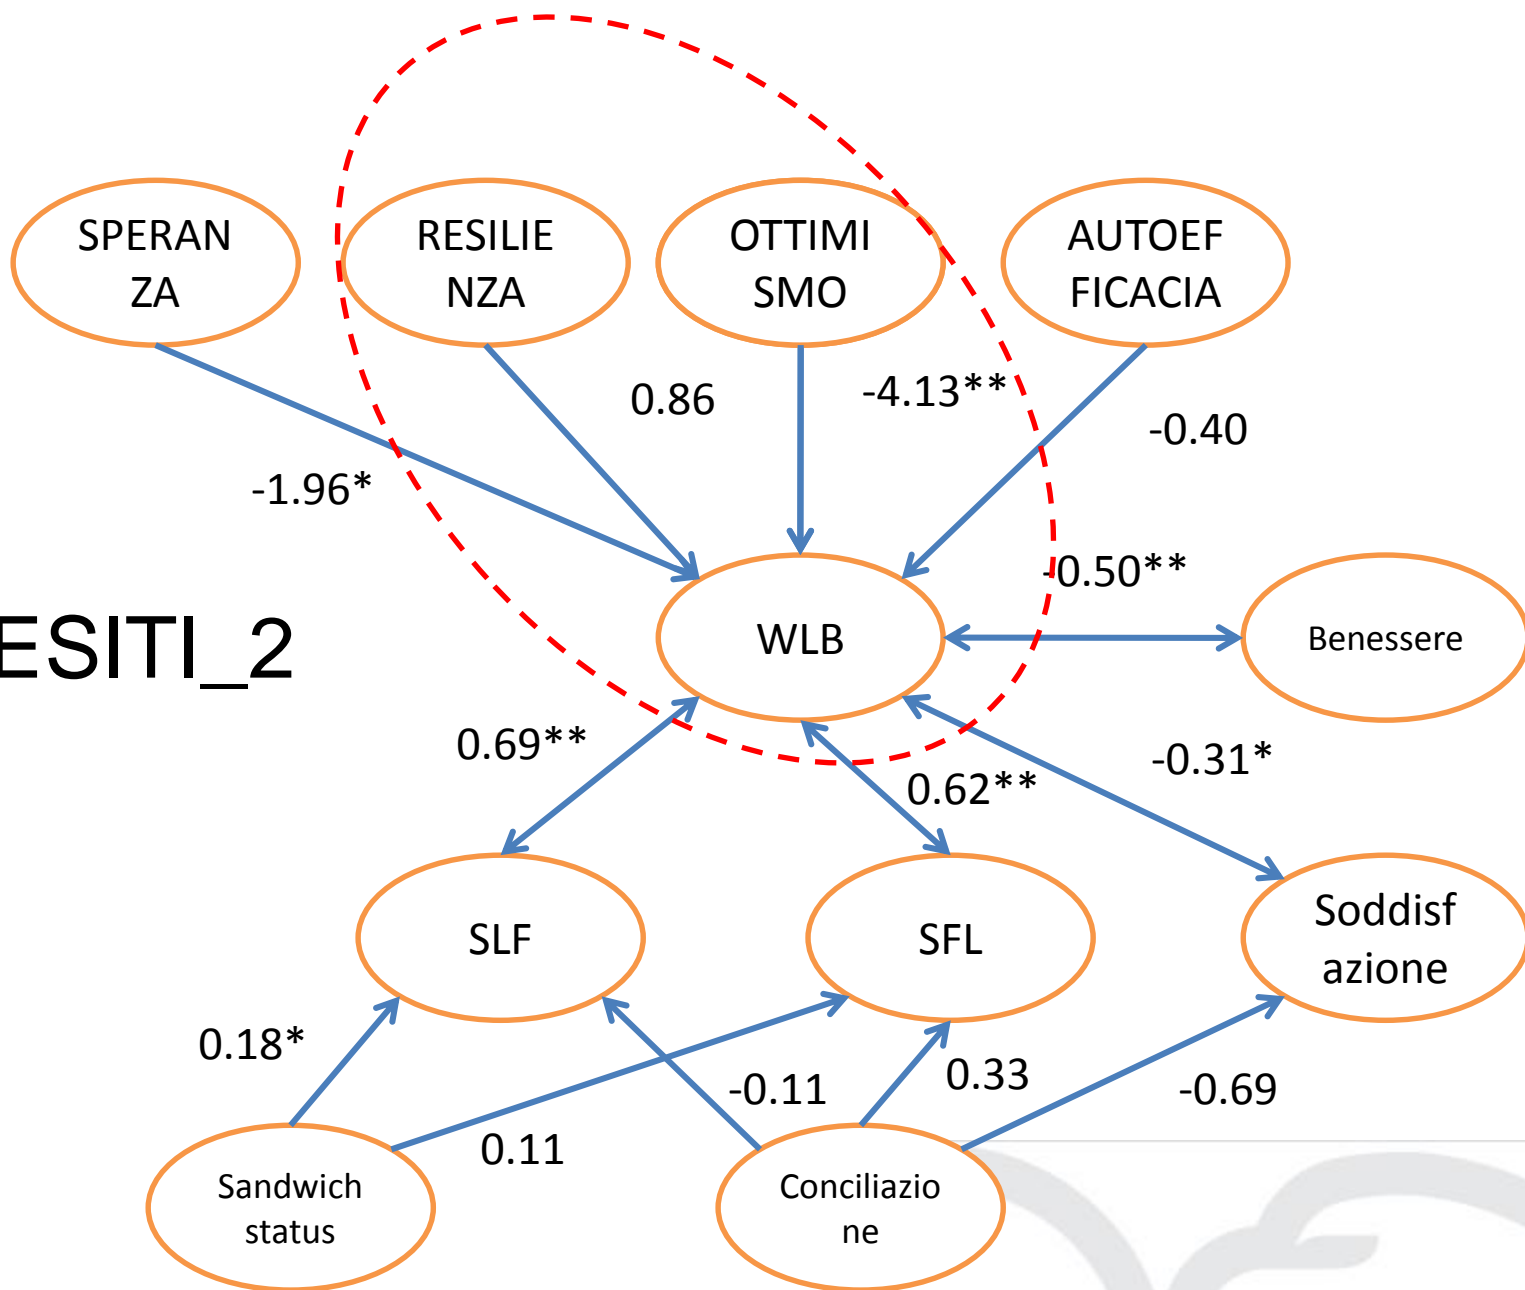 SPERAN
ZA
RESILIE
NZA
OTTIMI
SMO
AUTOEF
FICACIA
0.86
-4.13**
-0.40
-1.96*
-0.50**
ESITI_2
WLB
Benessere
0.69**
0.62**
-0.31*
SLF
SFL
Soddisf
azione
0.18*
0.11
-0.11
0.33
-0.69
Sandwich
status
Conciliazio
ne